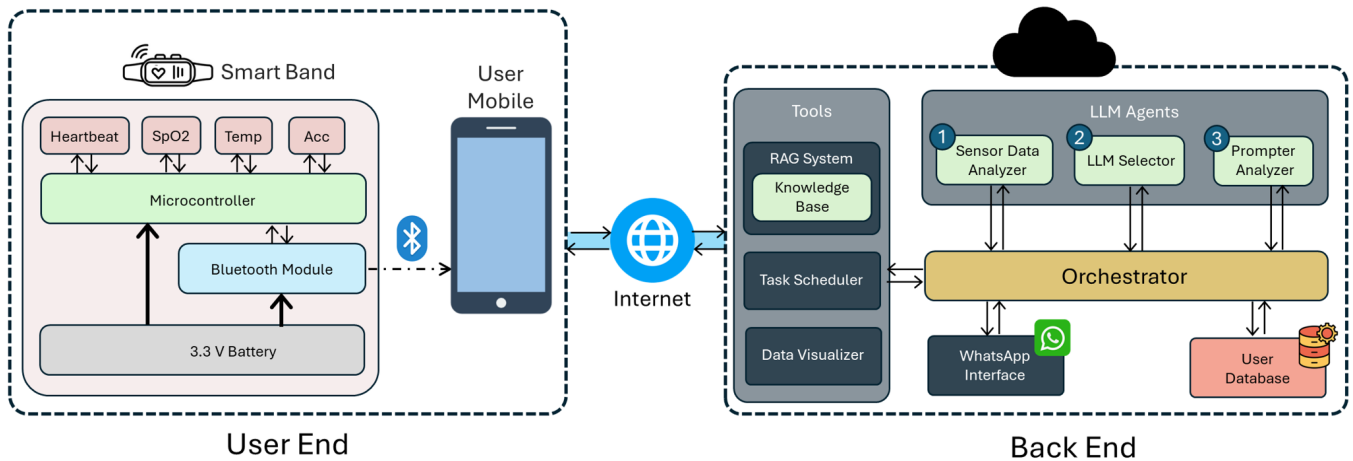 Smart Band
User
Mobile
Heartbeat
SpO2
Temp
Acc
Microcontroller
Bluetooth Module
3.3 V Battery
User End
Internet
Tools
RAG System
Knowledge
Base
Task Scheduler
Data Visualizer
LLM Agents
1
Sensor Data
Analyzer
2
LLM Selector
3
Prompter
Analyzer
Orchestrator
WhatsApp
Interface
User
Database
Back End